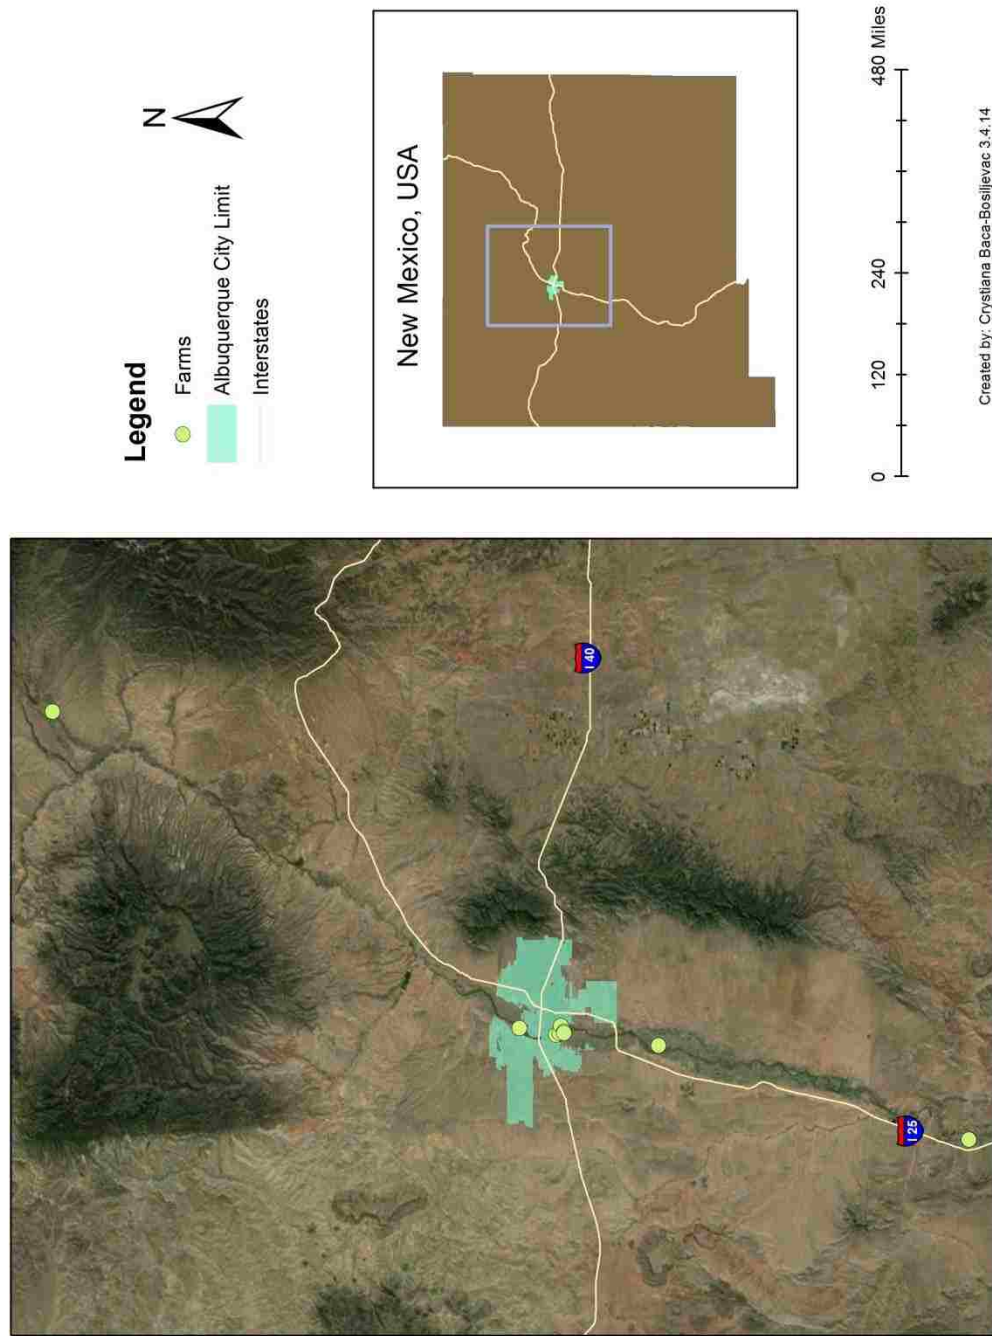 Legend
Farms
Albuquerque City Limit
Interstates
N
New Mexico, USA
I 40
I 25
0 120 240 480 Miles
Created by: Crystiana Baca-Bosiljevac 3.4.14